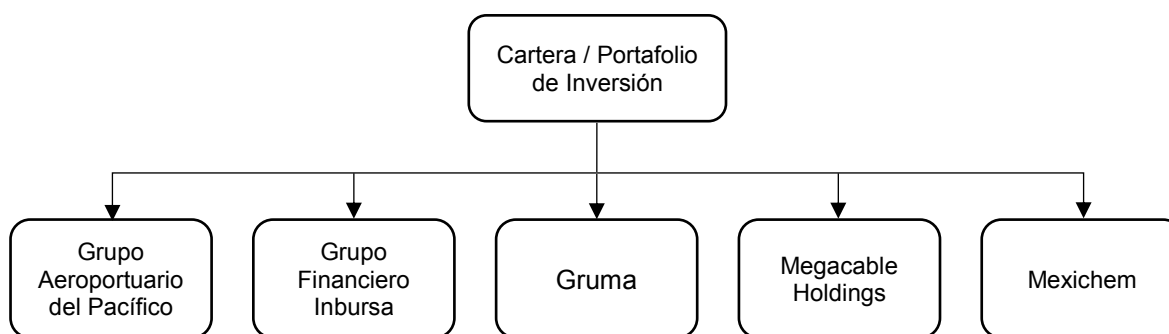 Cartera / Portafolio
de Inversión
Grupo
Aeroportuario
del Pacífico
Grupo
Financiero
Inbursa
Gruma
Megacable
Holdings
Mexichem